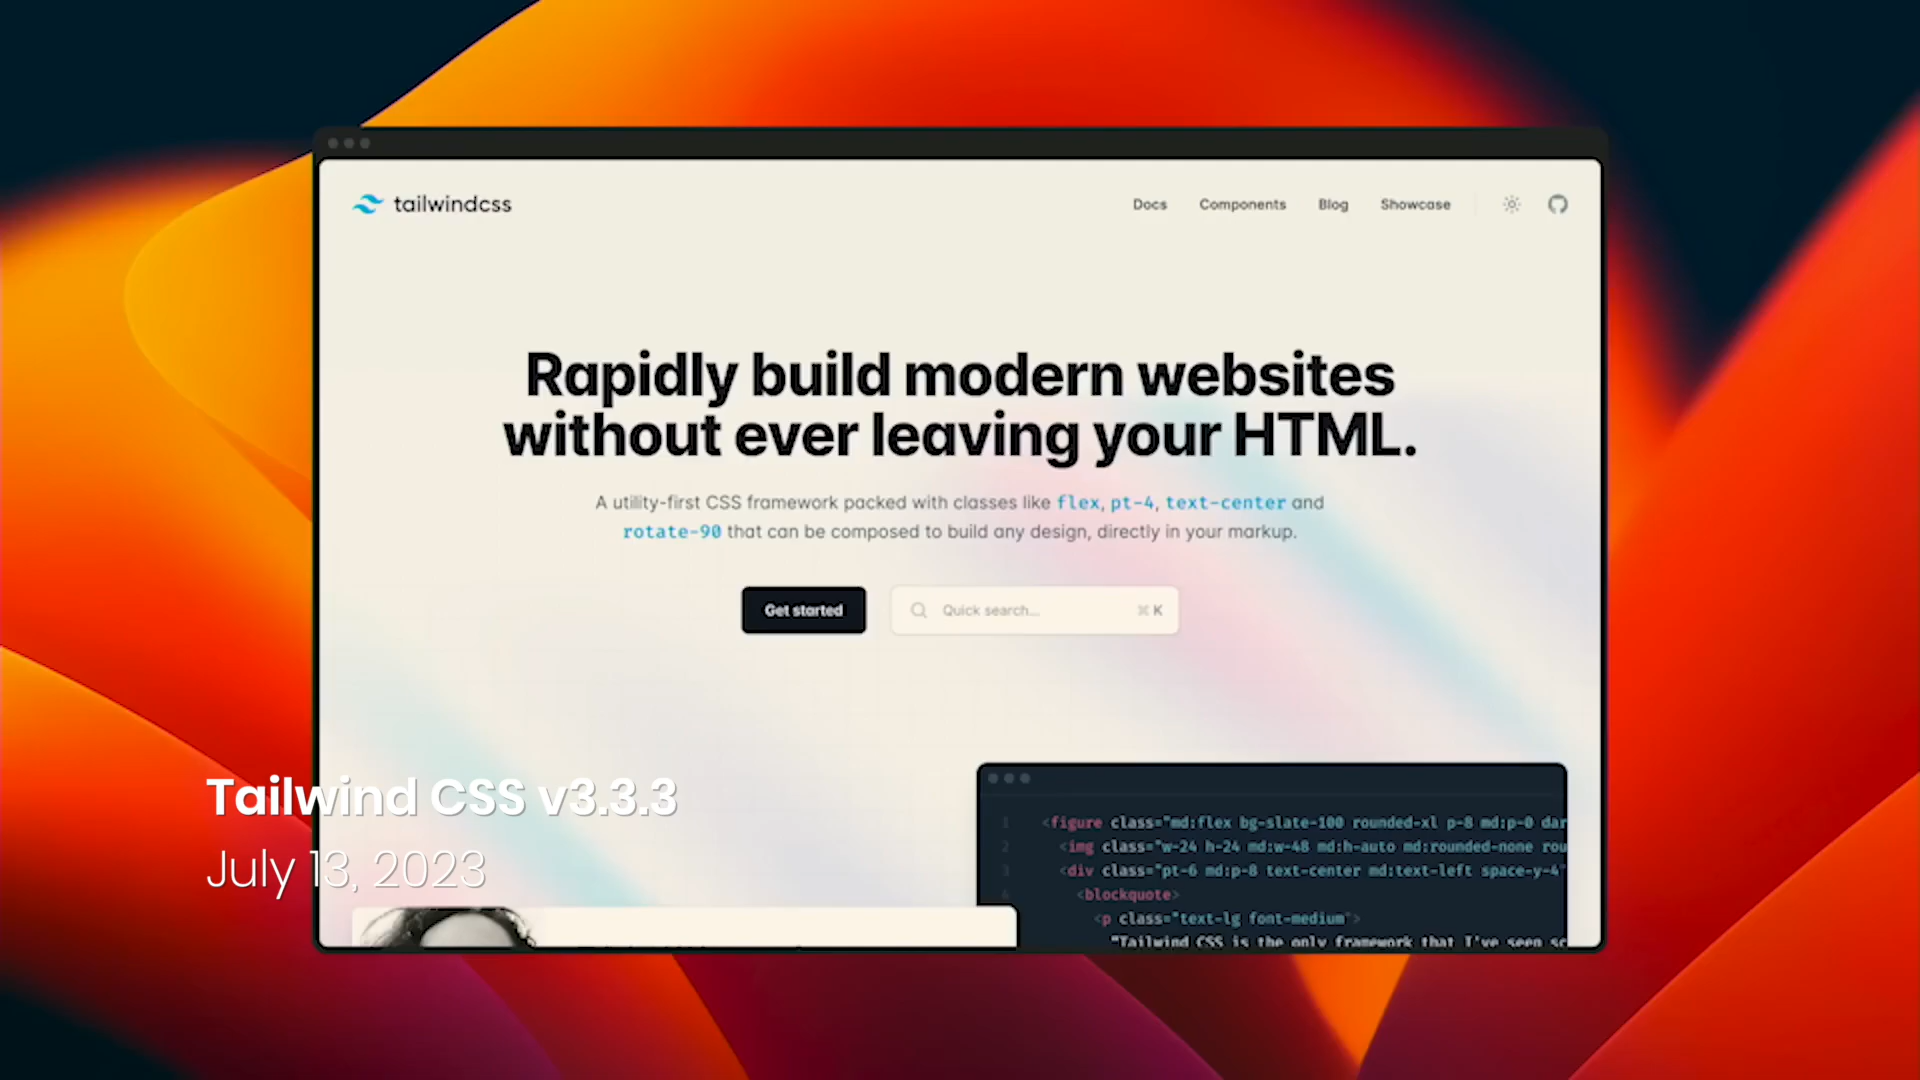 tailwindcss
Docs Components Blog Showcase
Rapidly build modern websites
without ever leaving your HTML.
A utility-first CSS framework packed with classes like flex, pt-4, text-center and
rotate-90 that can be composed to build any design, directly in your markup.
Get started
Quick search... ⌘K
Tailwind CSS v3.3.3
July 13, 2023
1 <figure class="md:flex bg-slate-100 rounded-xl p-8 md:p-0 dar
2 <img class="w-24 h-24 md:w-48 md:h-auto md:rounded-none rou
3 <div class="pt-6 md:p-8 text-center md:text-left space-y-4"
4 <blockquote>
<p class="text-lg font-medium">
"Tailwind CSS is the only framework that I've seen sc